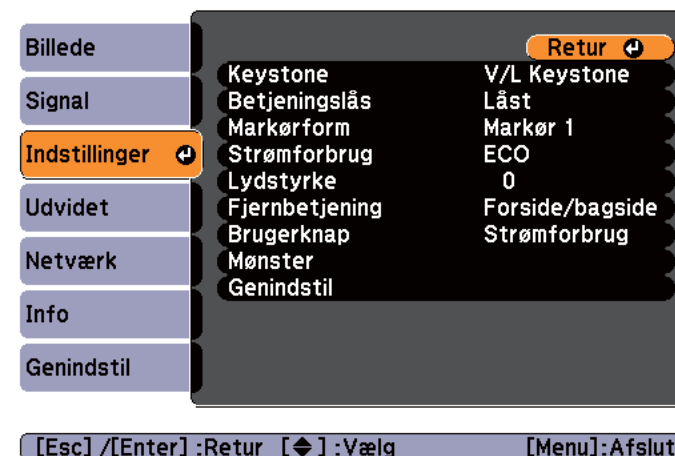 Billede
Signal
Indstillinger
Udvidet
Netværk
Info
Genindstil
Retur
Keystone V/L Keystone
Betjeningslås Låst
Markørform Markør 1
Strømforbrug ECO
Lydstyrke 0
Fjernbetjening Forside/bagside
Brugerknap Strømforbrug
Mønster
Genindstil
[Esc] /[Enter] :Retur [◆] :Vælg [Menu]:Afslut